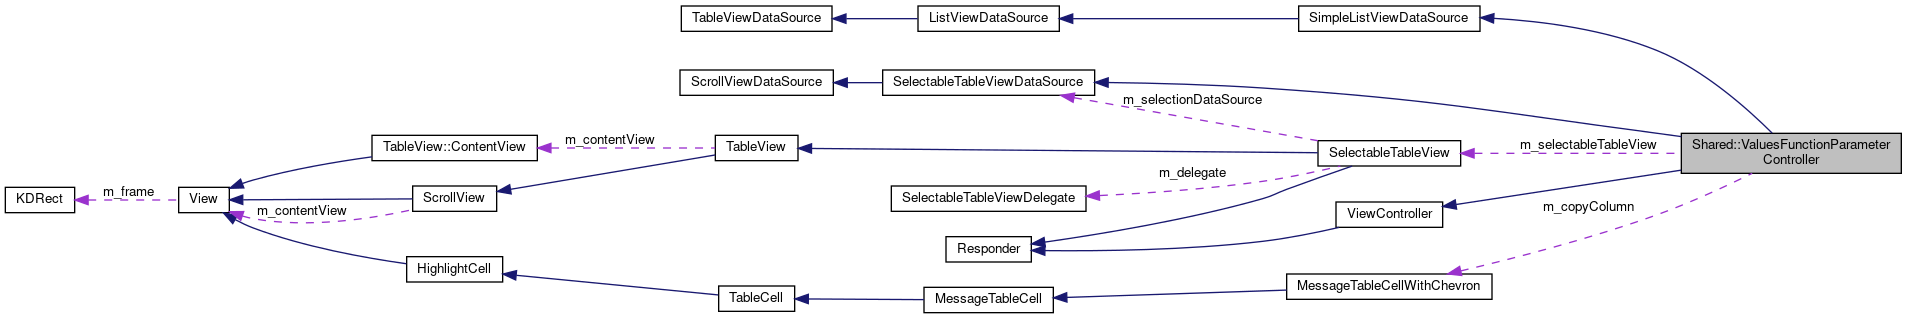 TableViewDataSource
ListViewDataSource
SimpleListViewDataSource
ScrollViewDataSource
SelectableTableViewDataSource
m_selectionDataSource
TableView::ContentView
m_contentView
TableView
SelectableTableView
m_selectableTableView
Shared::ValuesFunctionParameter
Controller
m_delegate
SelectableTableViewDelegate
KDRect
m_frame
View
ScrollView
m_contentView
ViewController
m_copyColumn
Responder
HighlightCell
TableCell
MessageTableCell
MessageTableCellWithChevron